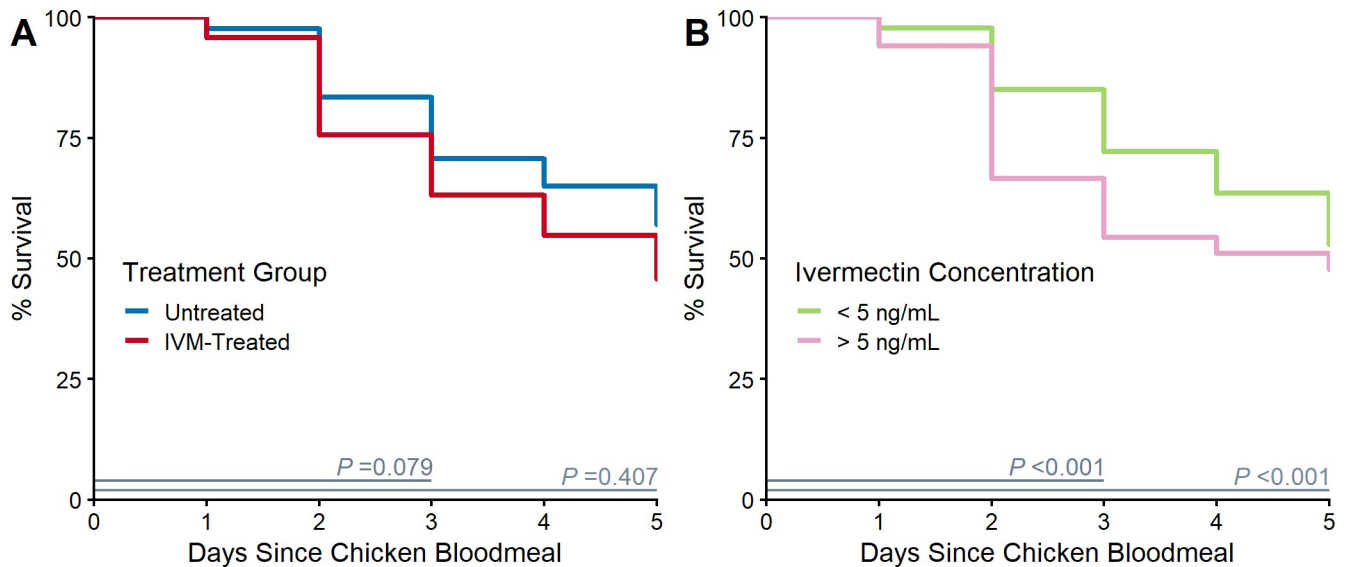 A
100
75
50
25
0
% Survival
Treatment Group
Untreated
IVM-Treated
P =0.079
P =0.407
0 1 2 3 4 5
Days Since Chicken Bloodmeal
B
100
75
50
25
0
% Survival
Ivermectin Concentration
< 5 ng/mL
> 5 ng/mL
P <0.001
P <0.001
0 1 2 3 4 5
Days Since Chicken Bloodmeal